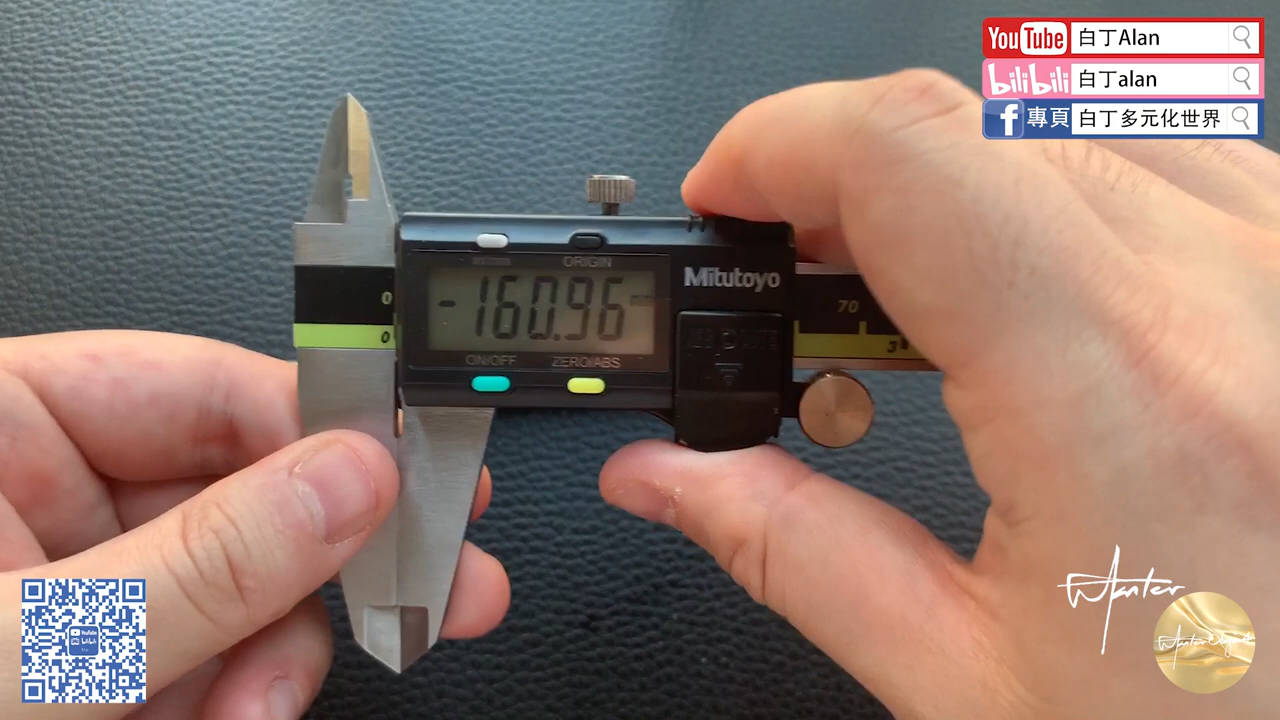 YouTube 白丁Alan
bilibili 白丁alan
f 專頁 白丁多元化世界
ORIGIN
Mitutoyo
-160.96
0
0
70
3
ON/OFF
ZERO/ABS